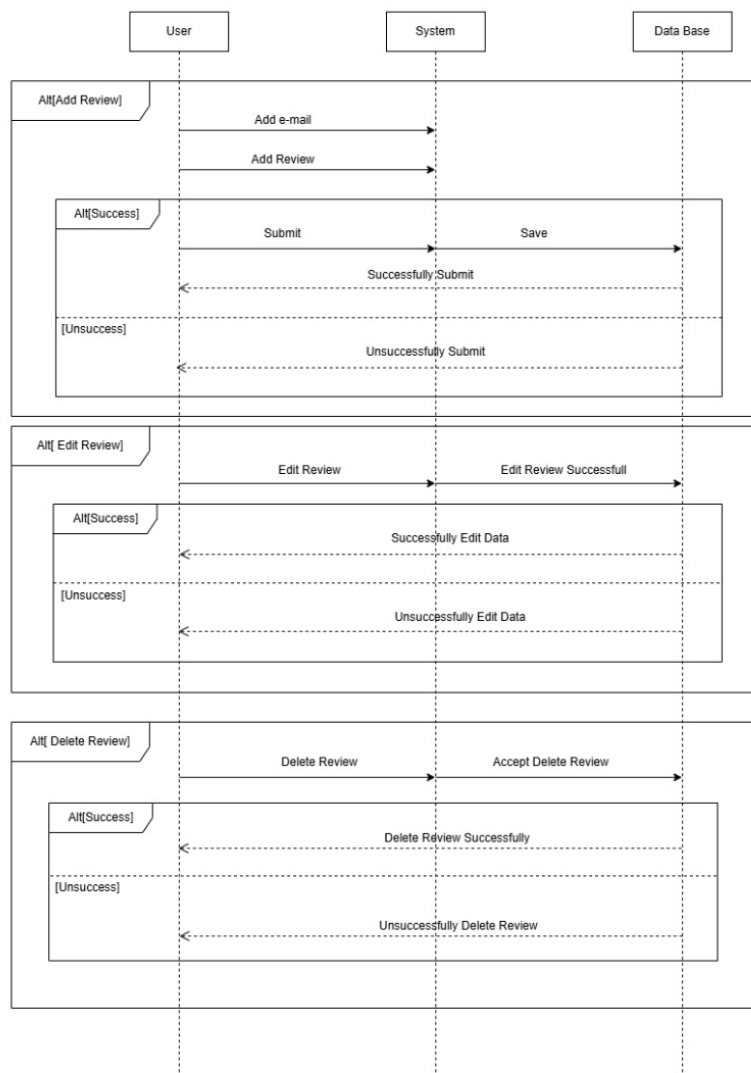 User
System
Data Base
Alt[Add Review]
Add e-mail
Add Review
Alt[Success]
Submit
Save
Successfully Submit
[Unsuccess]
Unsuccessfully Submit
Alt[ Edit Review]
Edit Review
Edit Review Successfull
Alt[Success]
Successfully Edit Data
[Unsuccess]
Unsuccessfully Edit Data
Alt[ Delete Review]
Delete Review
Accept Delete Review
Alt[Success]
Delete Review Successfully
[Unsuccess]
Unsuccessfully Delete Review